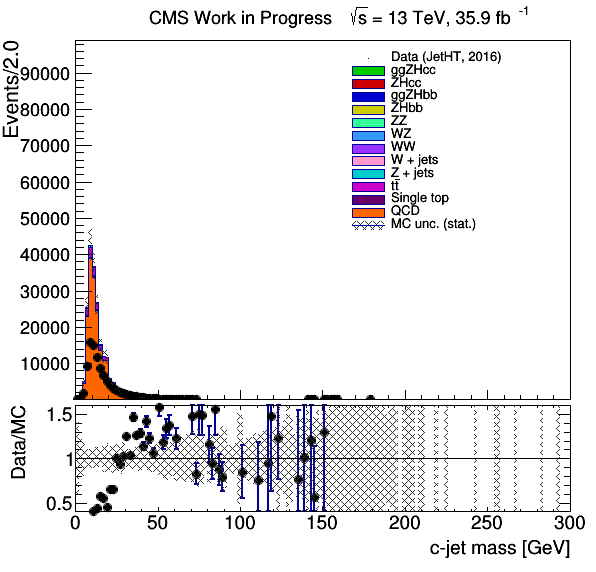 CMS Work in Progress √s = 13 TeV, 35.9 fb -1
Events/2.0
90000
80000
70000
60000
50000
40000
30000
20000
10000
Data (JetHT, 2016)
ggZHcc
ZHcc
ggZHbb
ZHbb
ZZ
WZ
WW
W + jets
Z + jets
tt̄
Single top
QCD
MC unc. (stat.)
Data/MC
1.5
1
0.5
0 50 100 150 200 250 300
c-jet mass [GeV]